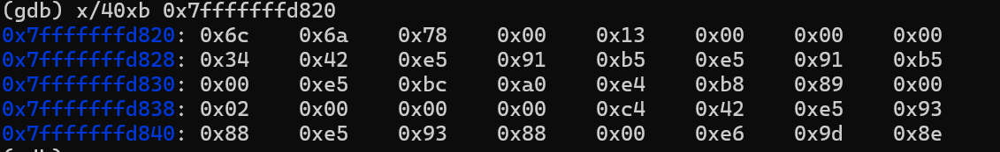 (gdb) x/40xb 0x7fffffffd820
0x7fffffffd820: 0x6c 0x6a 0x78 0x00 0x13 0x00 0x00 0x00
0x7fffffffd828: 0x34 0x42 0xe5 0x91 0xb5 0xe5 0x91 0xb5
0x7fffffffd830: 0x00 0xe5 0xbc 0xa0 0xe4 0xb8 0x89 0x00
0x7fffffffd838: 0x02 0x00 0x00 0x00 0xc4 0x42 0xe5 0x93
0x7fffffffd840: 0x88 0xe5 0x93 0x88 0x00 0xe6 0x9d 0x8e